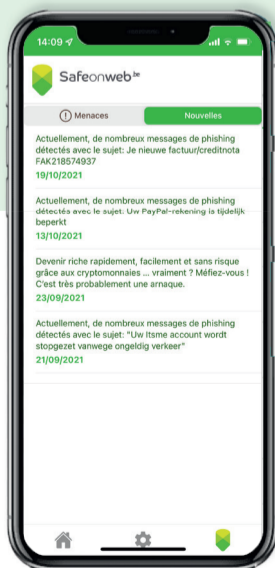 14:09
Safeonweb.be
Menaces
Nouvelles
Actuellement, de nombreux messages de phishing
détectés avec le sujet: Je nieuwe factuur/creditnota
FAK218574937
19/10/2021
Actuellement, de nombreux messages de phishing
détectés avec le sujet: Uw PayPal-rekening is tijdelijk
beperkt
13/10/2021
Devenir riche rapidement, facilement et sans risque
grâce aux cryptomonnaies ... vraiment ? Méfiez-vous !
C'est très probablement une arnaque.
23/09/2021
Actuellement, de nombreux messages de phishing
détectés avec le sujet: "Uw Itsme account wordt
stopgezet vanwege ongeldig verkeer"
21/09/2021